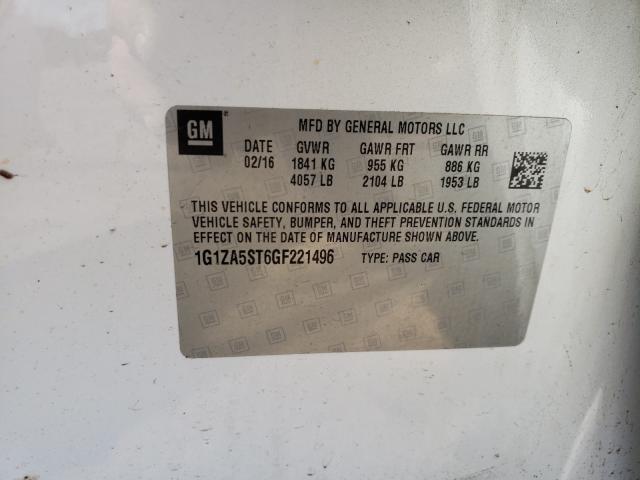 GM
MFD BY GENERAL MOTORS LLC
DATE GVWR GAWR FRT GAWR RR
02/16 1841 KG 955 KG 886 KG
4057 LB 2104 LB 1953 LB
THIS VEHICLE CONFORMS TO ALL APPLICABLE U.S. FEDERAL MOTOR
VEHICLE SAFETY, BUMPER, AND THEFT PREVENTION STANDARDS IN
EFFECT ON THE DATE OF MANUFACTURE SHOWN ABOVE.
1G1ZA5ST6GF221496 TYPE: PASS CAR